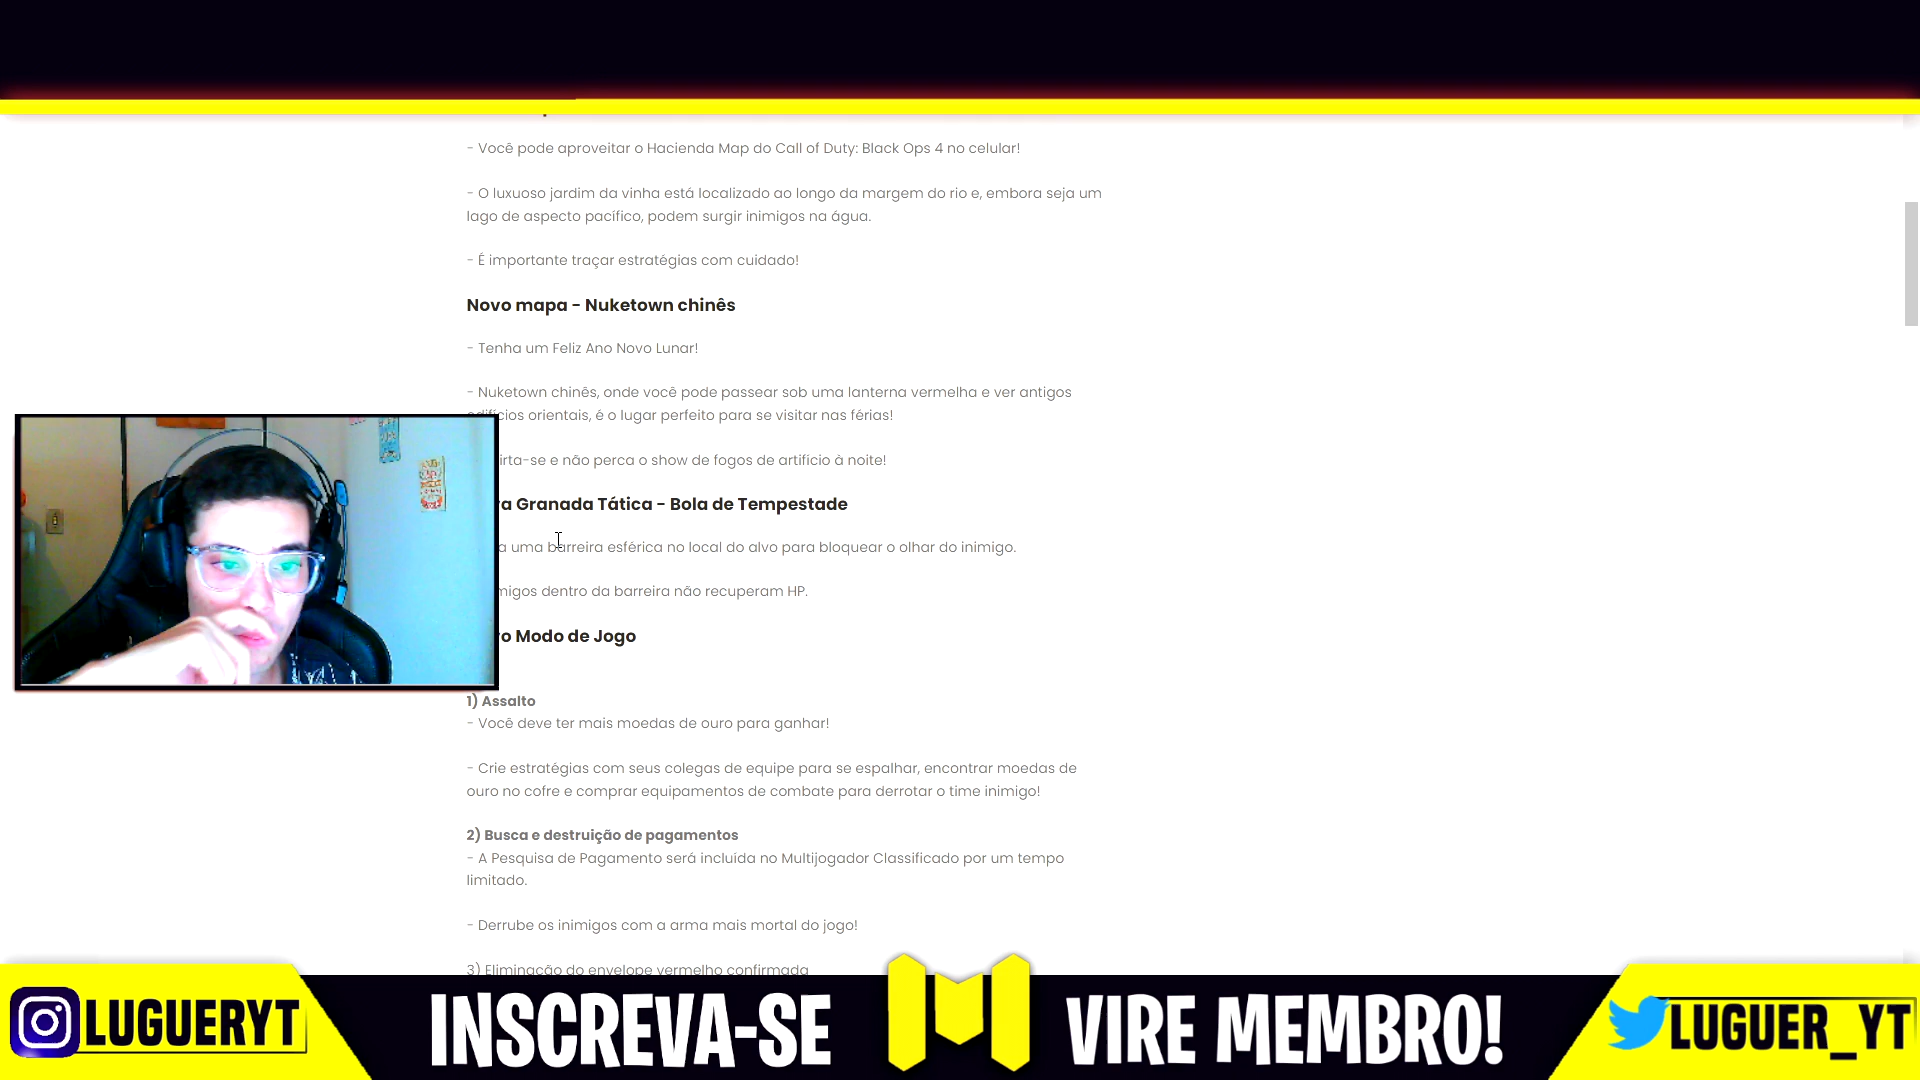 - Você pode aproveitar o Hacienda Map do Call of Duty: Black Ops 4 no celular!
- O luxuoso jardim da vinha está localizado ao longo da margem do rio e, embora seja um
lago de aspecto pacífico, podem surgir inimigos na água.
- É importante traçar estratégias com cuidado!
Novo mapa - Nuketown chinês
- Tenha um Feliz Ano Novo Lunar!
- Nuketown chinês, onde você pode passear sob uma lanterna vermelha e ver antigos
edifícios orientais, é o lugar perfeito para se visitar nas férias!
irta-se e não perca o show de fogos de artifício à noite!
a Granada Tática - Bola de Tempestade
a uma barreira esférica no local do alvo para bloquear o olhar do inimigo.
migos dentro da barreira não recuperam HP.
o Modo de Jogo
1) Assalto
- Você deve ter mais moedas de ouro para ganhar!
- Crie estratégias com seus colegas de equipe para se espalhar, encontrar moedas de
ouro no cofre e comprar equipamentos de combate para derrotar o time inimigo!
2) Busca e destruição de pagamentos
- A Pesquisa de Pagamento será incluída no Multijogador Classificado por um tempo
limitado.
- Derrube os inimigos com a arma mais mortal do jogo!
3) Eliminação do envelope vermelho confirmada
LUGUERYT
INSCREVA-SE
VIRE MEMBRO!
LUGUER_YT